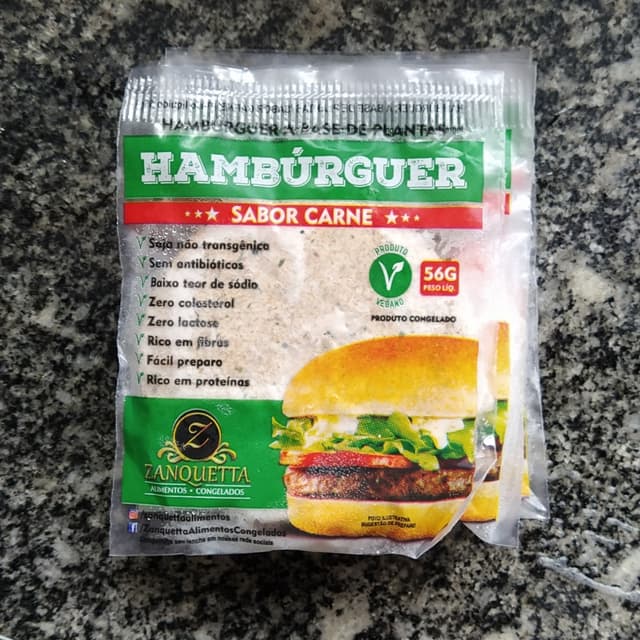 HAMBÚRGUER À BASE DE PLANTAS
HAMBÚRGUER
SABOR CARNE
Soja não transgênica
Sem antibióticos
Baixo teor de sódio
Zero colesterol
Zero lactose
Rico em fibras
Fácil preparo
Rico em proteínas
PRODUTO
V
VEGANO
56G
PESO LÍQ.
PRODUTO CONGELADO
Z
ZANQUETTA
ALIMENTOS • CONGELADOS
/zanquettaalimentos
/ZanquettaAlimentosCongelados
FOTO ILUSTRATIVA
SUGESTÃO DE PREPARO